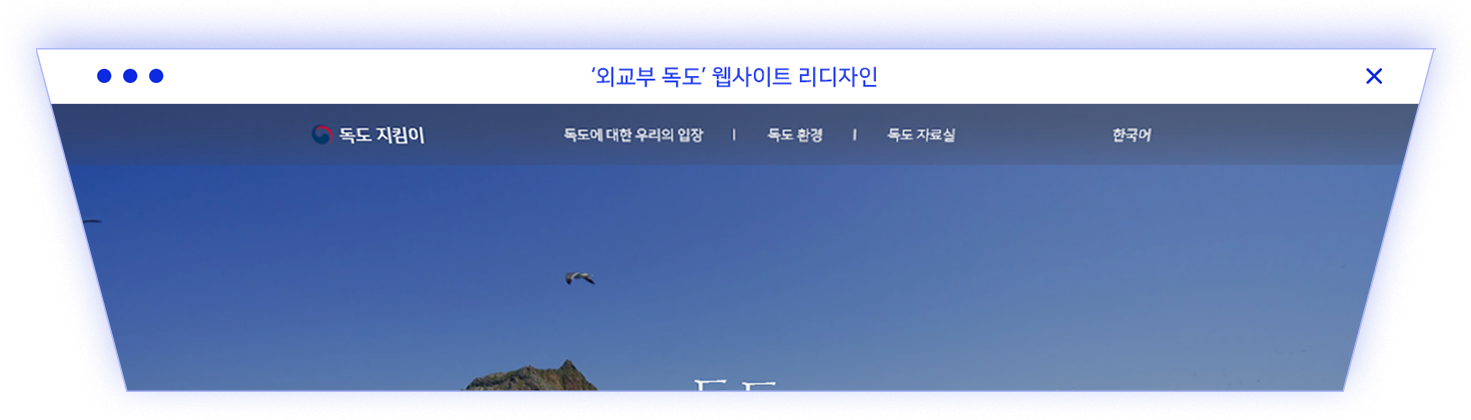 ‘외교부 독도’ 웹사이트 리디자인
독도 지킴이 독도에 대한 우리의 입장 | 독도 환경 | 독도 자료실 한국어